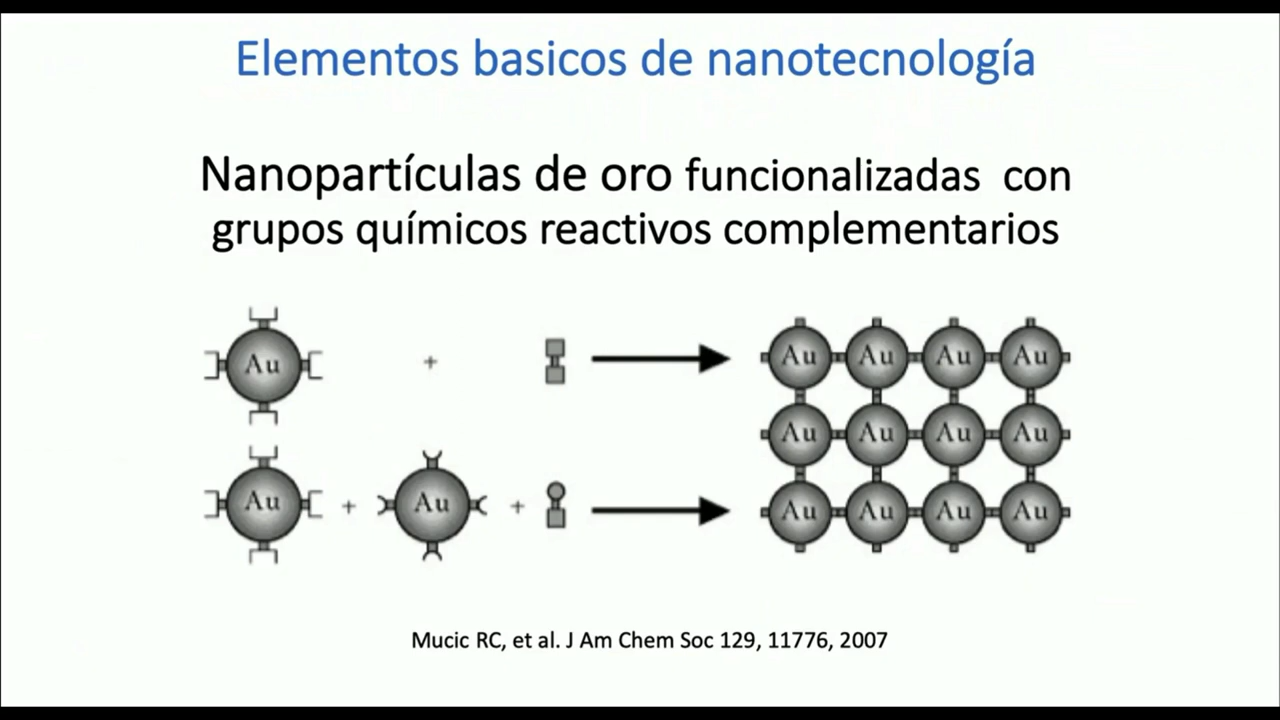 Elementos basicos de nanotecnología
Nanopartículas de oro funcionalizadas con
grupos químicos reactivos complementarios
Au + Au Au Au Au
Au Au Au Au
Au + Au + Au Au Au Au
Mucic RC, et al. J Am Chem Soc 129, 11776, 2007